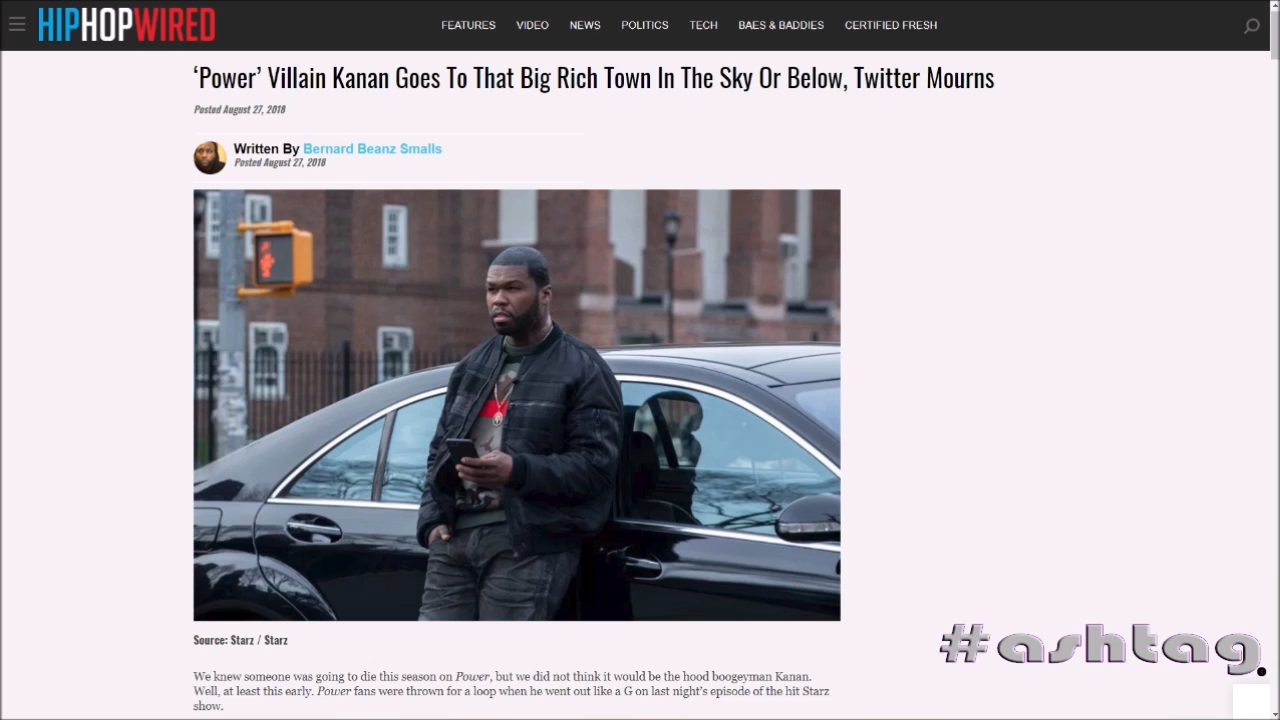 HIPHOPWIRED
FEATURES VIDEO NEWS POLITICS TECH BAES & BADDIES CERTIFIED FRESH
‘Power’ Villain Kanan Goes To That Big Rich Town In The Sky Or Below, Twitter Mourns
Posted August 27, 2018
Written By Bernard Beanz Smalls
Posted August 27, 2018
Source: Starz / Starz
#ashtag.
We knew someone was going to die this season on Power, but we did not think it would be the hood boogeyman Kanan.
Well, at least this early. Power fans were thrown for a loop when he went out like a G on last night’s episode of the hit Starz
show.